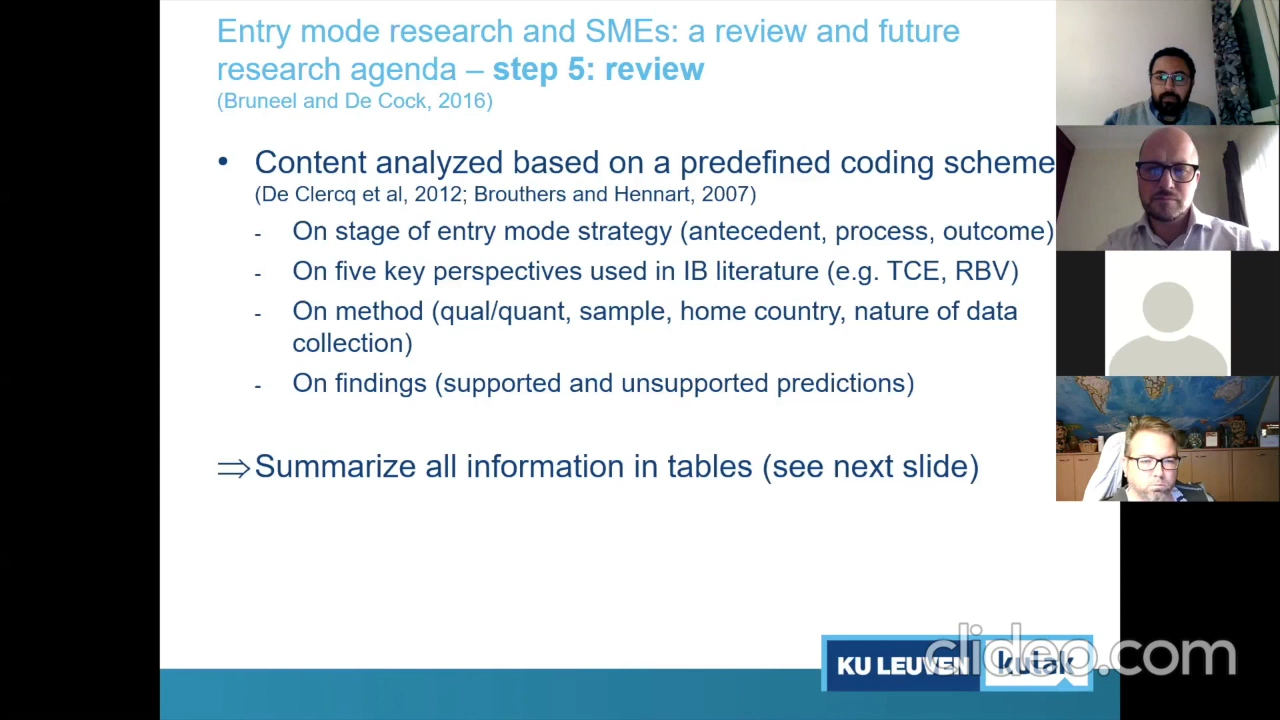 Entry mode research and SMEs: a review and future
research agenda – step 5: review
(Bruneel and De Cock, 2016)
• Content analyzed based on a predefined coding scheme
(De Clercq et al, 2012; Brouthers and Hennart, 2007)
- On stage of entry mode strategy (antecedent, process, outcome)
- On five key perspectives used in IB literature (e.g. TCE, RBV)
- On method (qual/quant, sample, home country, nature of data
collection)
- On findings (supported and unsupported predictions)
⇒Summarize all information in tables (see next slide)
KU LEUVEN kulak
clideo.com